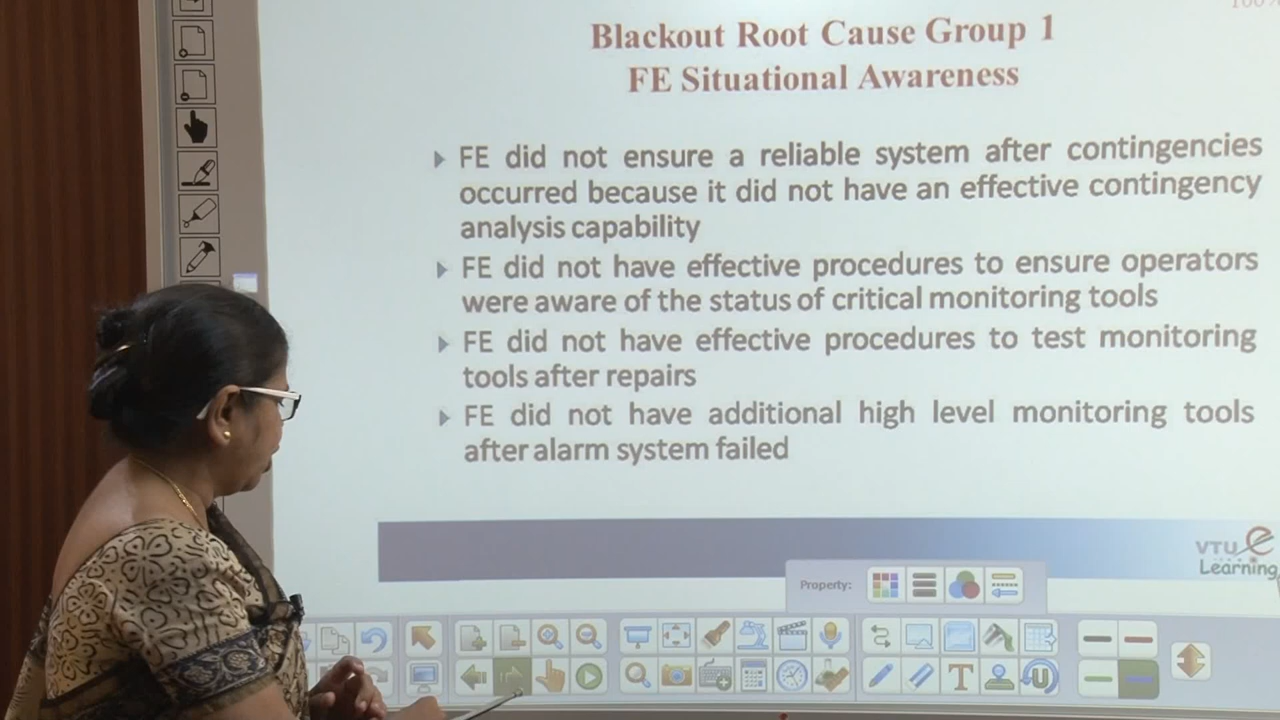 100%
Blackout Root Cause Group 1
FE Situational Awareness
FE did not ensure a reliable system after contingencies
occurred because it did not have an effective contingency
analysis capability
FE did not have effective procedures to ensure operators
were aware of the status of critical monitoring tools
FE did not have effective procedures to test monitoring
tools after repairs
FE did not have additional high level monitoring tools
after alarm system failed
VTU e
Learning
Property:
T